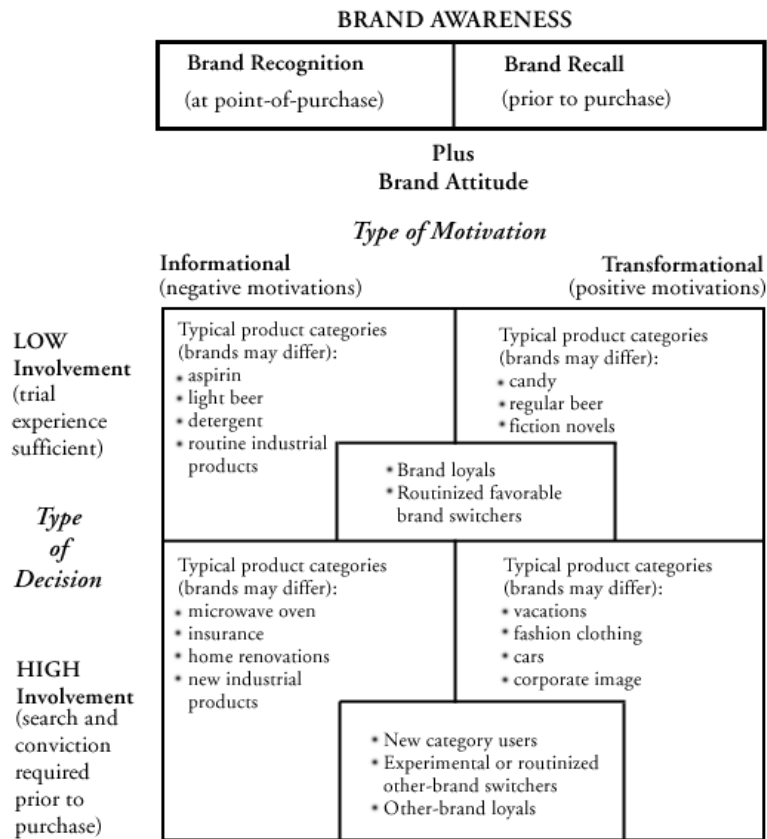 BRAND AWARENESS
Brand Recognition
(at point-of-purchase)
Brand Recall
(prior to purchase)
Plus
Brand Attitude
Type of Motivation
Informational
(negative motivations)
Transformational
(positive motivations)
LOW
Involvement
(trial
experience
sufficient)
Typical product categories
(brands may differ):
* aspirin
* light beer
* detergent
* routine industrial
products
Typical product categories
(brands may differ):
* candy
* regular beer
* fiction novels
* Brand loyals
* Routinized favorable
brand switchers
Type
of
Decision
HIGH
Involvement
(search and
conviction
required
prior to
purchase)
Typical product categories
(brands may differ):
* microwave oven
* insurance
* home renovations
* new industrial
products
Typical product categories
(brands may differ):
* vacations
* fashion clothing
* cars
* corporate image
* New category users
* Experimental or routinized
other-brand switchers
* Other-brand loyals